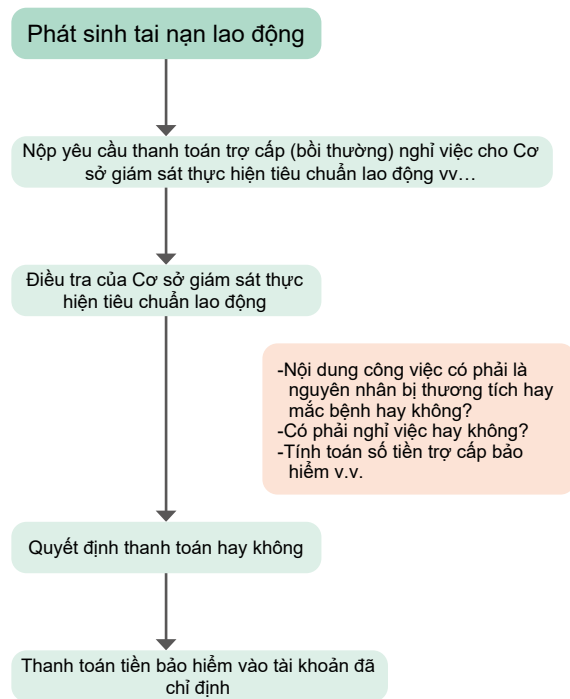 Phát sinh tai nạn lao động
Nộp yêu cầu thanh toán trợ cấp (bồi thường) nghỉ việc cho Cơ
sở giám sát thực hiện tiêu chuẩn lao động vv…
Điều tra của Cơ sở giám sát thực
hiện tiêu chuẩn lao động
-Nội dung công việc có phải là
nguyên nhân bị thương tích hay
mắc bệnh hay không?
-Có phải nghỉ việc hay không?
-Tính toán số tiền trợ cấp bảo
hiểm v.v.
Quyết định thanh toán hay không
Thanh toán tiền bảo hiểm vào tài khoản đã
chỉ định